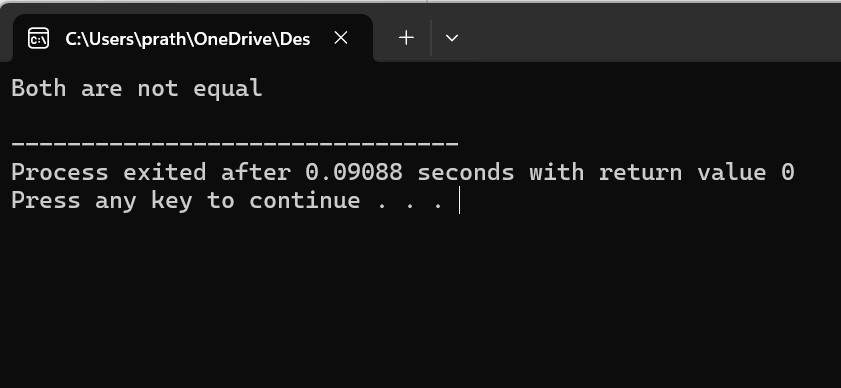 C:\Users\prath\OneDrive\Des
Both are not equal
--------------------------------
Process exited after 0.09088 seconds with return value 0
Press any key to continue . . .